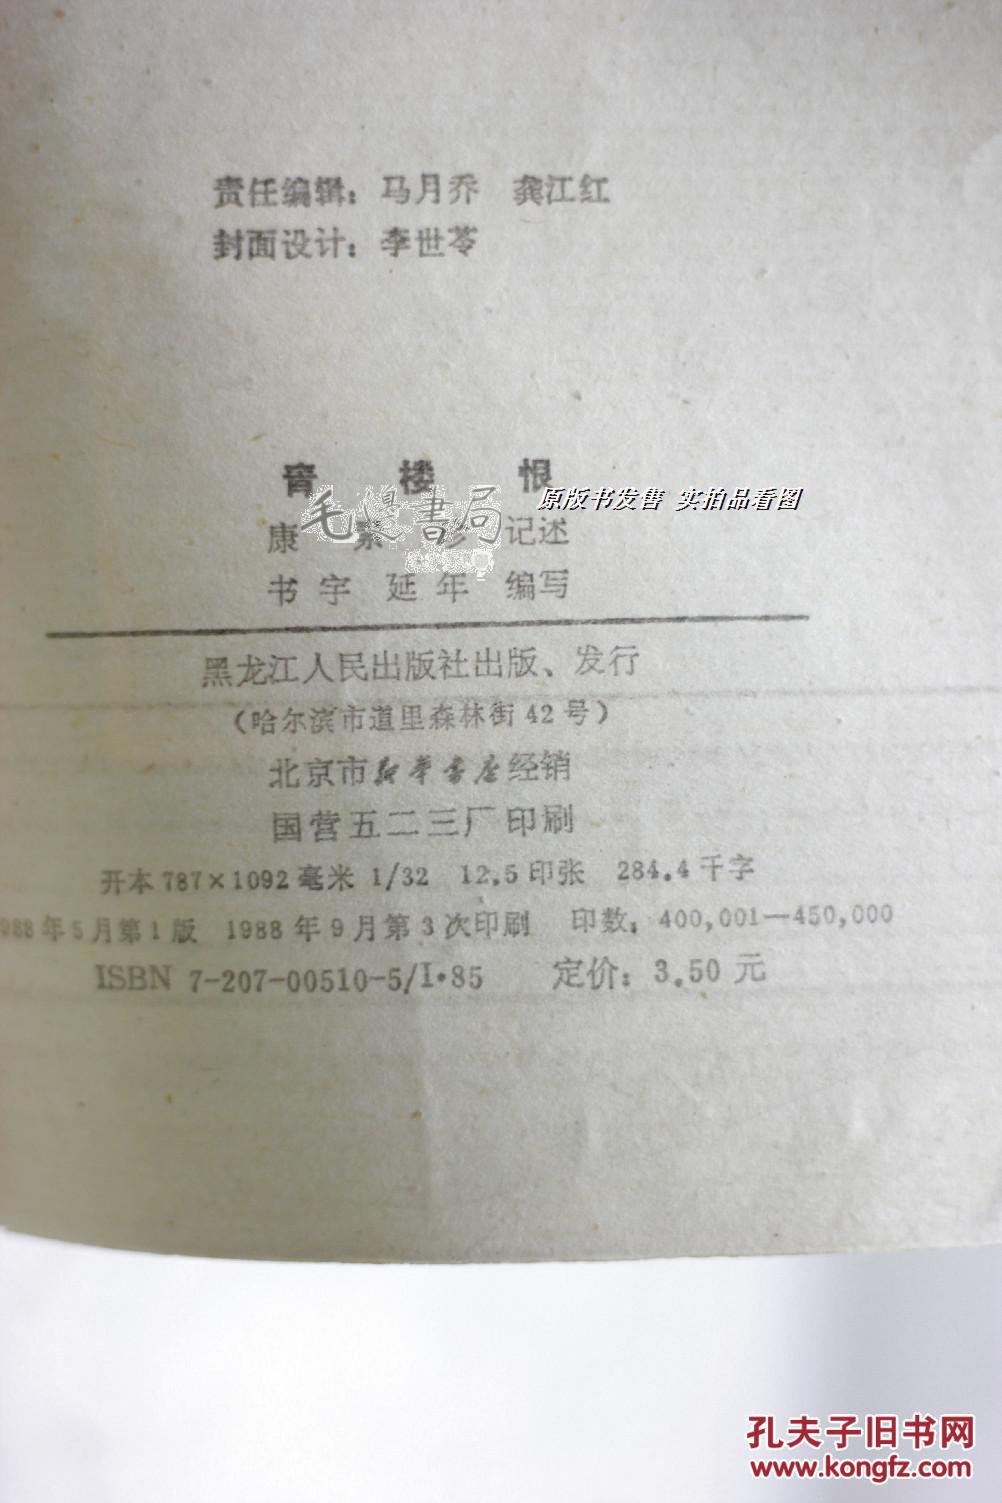 责任编辑：马月乔 龚江红
封面设计：李世苓
青楼恨
毛边書局
原版书发售 实拍品看图
康素珍 记述
书宇 延年 编写
黑龙江人民出版社出版、发行
（哈尔滨市道里森林街42号）
北京市新华书店经销
国营五二三厂印刷
开本787×1092毫米1/32 12.5印张 284.4千字
988年5月第1版 1988年9月第3次印刷 印数：400,001—450,000
ISBN 7-207-00510-5/I·85 定价：3.50元
孔夫子旧书网
www.kongfz.com